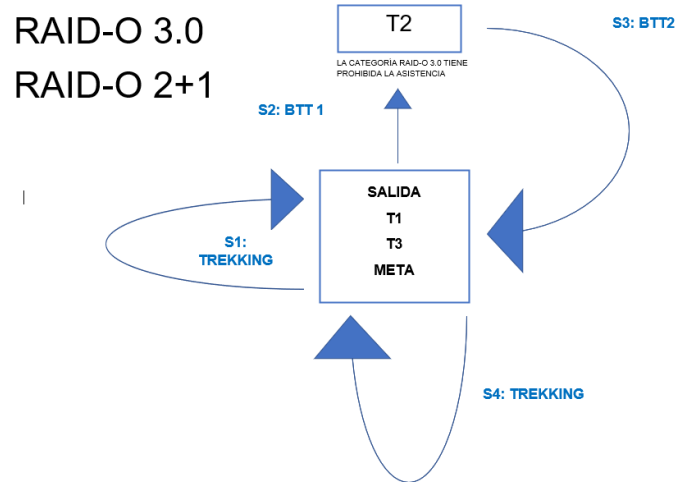 RAID-O 3.0
RAID-O 2+1
T2
LA CATEGORÍA RAID-O 3.0 TIENE
PROHIBIDA LA ASISTENCIA
S3: BTT2
S2: BTT 1
SALIDA
T1
T3
META
S1:
TREKKING
S4: TREKKING